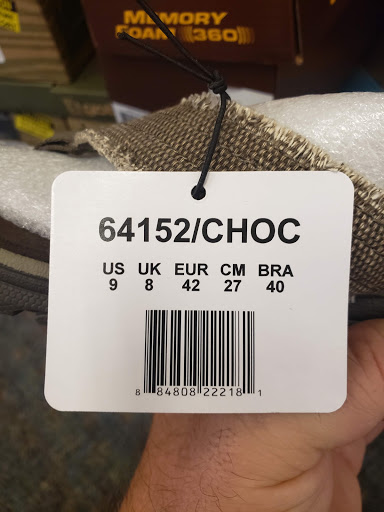 MEMORY
FOAM 360
64152/CHOC
US UK EUR CM BRA
9 8 42 27 40
8 84808 22218 1